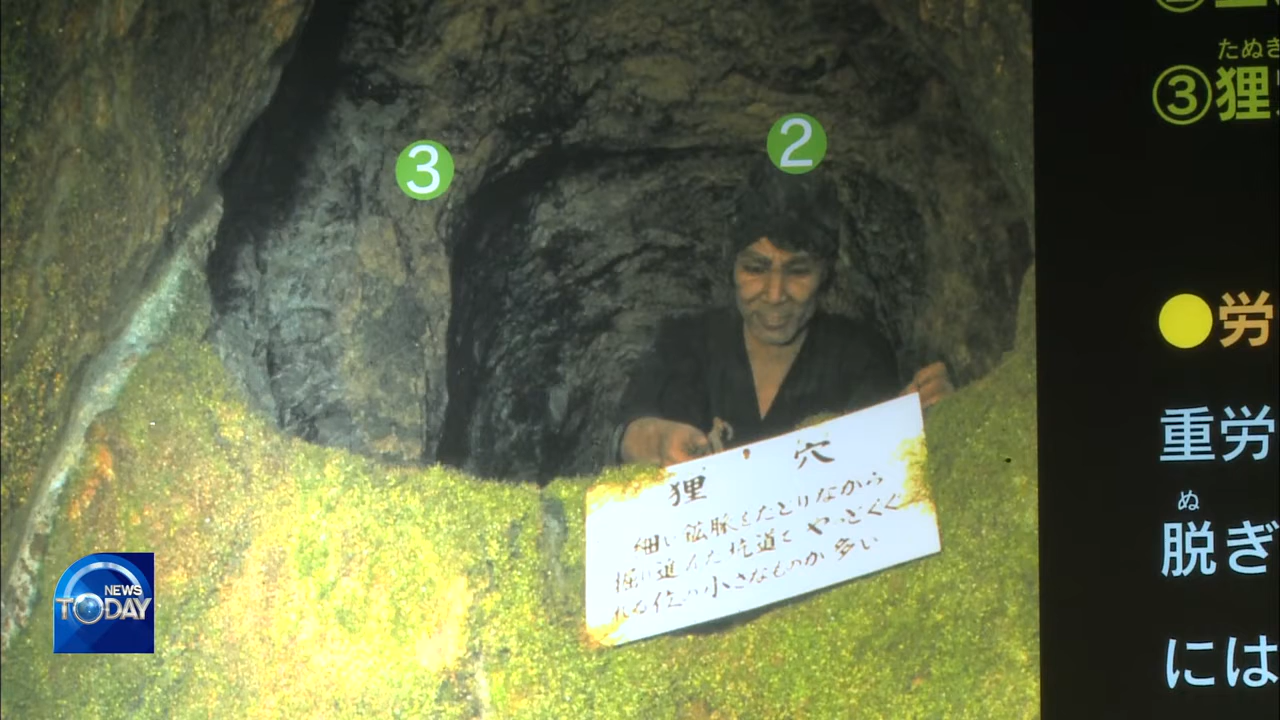 たぬき
③狸
③
②
●労
重労
ぬ
脱ぎ
には
狸ノ穴
細い鉱脈をたどりながら
掘り進んだ坑道でやっとくぐ
れる位の小さなものが多い
NEWS
TODAY